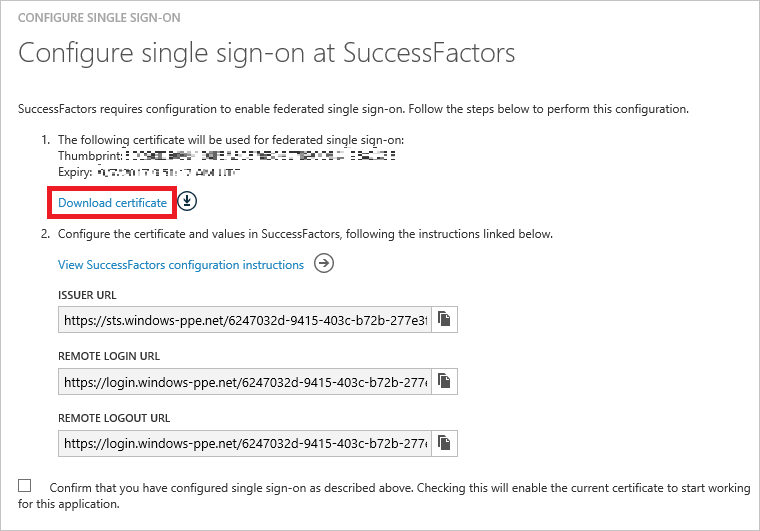 CONFIGURE SINGLE SIGN-ON
Configure single sign-on at SuccessFactors
SuccessFactors requires configuration to enable federated single sign-on. Follow the steps below to perform this configuration.
1. The following certificate will be used for federated single sign-on:
Thumbprint:
Expiry:
Download certificate
2. Configure the certificate and values in SuccessFactors, following the instructions linked below.
View SuccessFactors configuration instructions
ISSUER URL
https://sts.windows-ppe.net/6247032d-9415-403c-b72b-277e3f
REMOTE LOGIN URL
https://login.windows-ppe.net/6247032d-9415-403c-b72b-277e
REMOTE LOGOUT URL
https://login.windows-ppe.net/6247032d-9415-403c-b72b-277e
Confirm that you have configured single sign-on as described above. Checking this will enable the current certificate to start working
for this application.